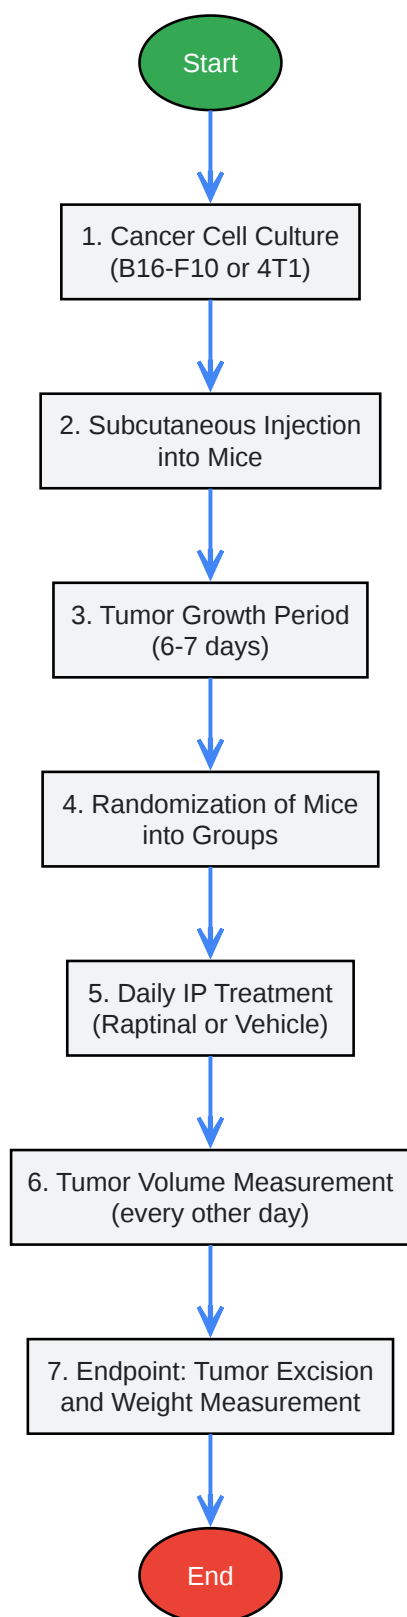 Start
1. Cancer Cell Culture
(B16-F10 or 4T1)
2. Subcutaneous Injection
into Mice
3. Tumor Growth Period
(6-7 days)
4. Randomization of Mice
into Groups
5. Daily IP Treatment
(Raptinal or Vehicle)
6. Tumor Volume Measurement
(every other day)
7. Endpoint: Tumor Excision
and Weight Measurement
End